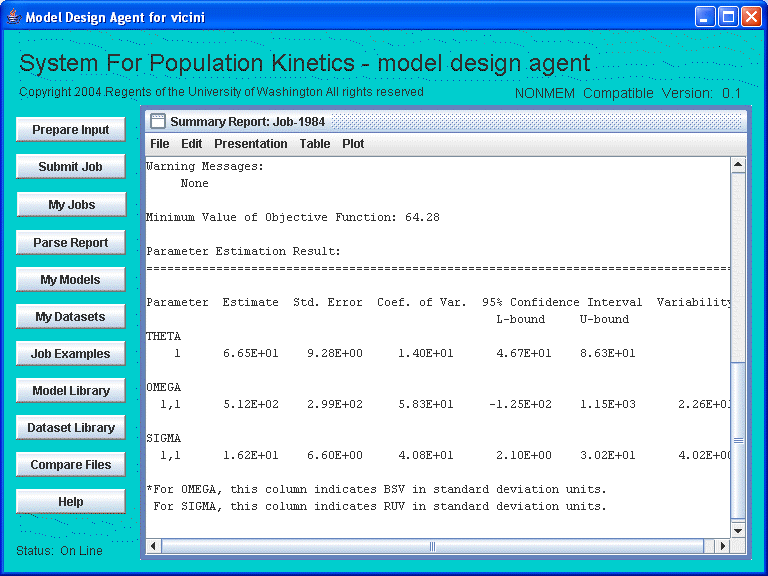 Model Design Agent for vicini
System For Population Kinetics - model design agent
Copyright 2004 Regents of the University of Washington All rights reserved
NONMEM Compatible Version: 0.1
Prepare Input
Submit Job
My Jobs
Parse Report
My Models
My Datasets
Job Examples
Model Library
Dataset Library
Compare Files
Help
Status: On Line
Summary Report: Job-1984
File Edit Presentation Table Plot
Warning Messages:
None
Minimum Value of Objective Function: 64.28
Parameter Estimation Result:
Parameter Estimate Std. Error Coef. of Var. 95% Confidence Interval Variability
L-bound U-bound
THETA
1 6.65E+01 9.28E+00 1.40E+01 4.67E+01 8.63E+01
OMEGA
1,1 5.12E+02 2.99E+02 5.83E+01 -1.25E+02 1.15E+03 2.26E+01
SIGMA
1,1 1.62E+01 6.60E+00 4.08E+01 2.10E+00 3.02E+01 4.02E+00
*For OMEGA, this column indicates BSV in standard deviation units.
For SIGMA, this column indicates RUV in standard deviation units.